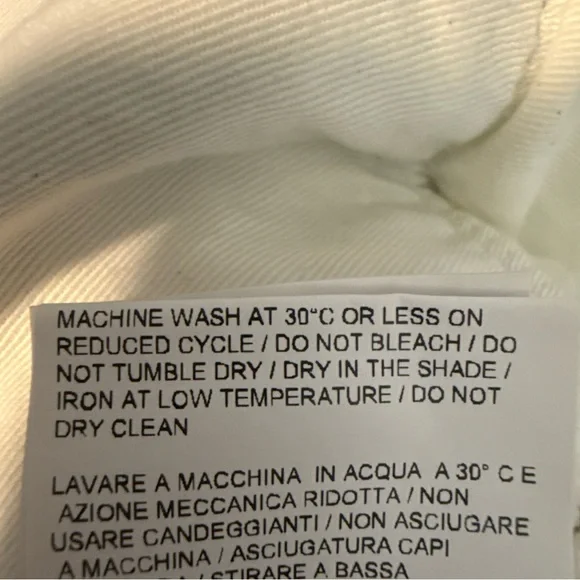 MACHINE WASH AT 30°C OR LESS ON
REDUCED CYCLE / DO NOT BLEACH / DO
NOT TUMBLE DRY / DRY IN THE SHADE /
IRON AT LOW TEMPERATURE / DO NOT
DRY CLEAN
LAVARE A MACCHINA IN ACQUA A 30° C E
AZIONE MECCANICA RIDOTTA / NON
USARE CANDEGGIANTI / NON ASCIUGARE
A MACCHINA / ASCIUGATURA CAPI
/ STIRARE A BASSA